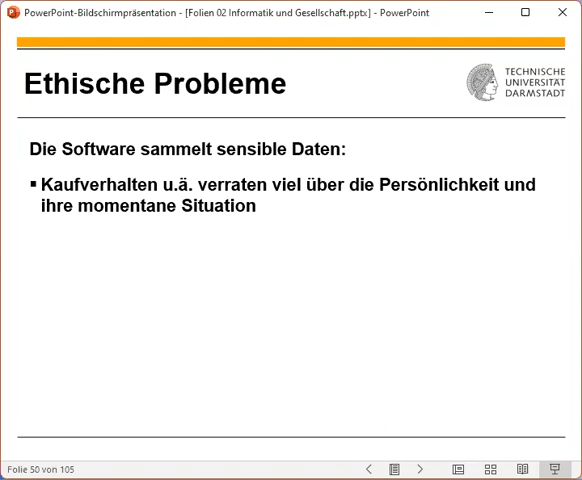 PowerPoint-Bildschirmpräsentation - [Folien 02 Informatik und Gesellschaft.pptx] - PowerPoint
Ethische Probleme
TECHNISCHE
UNIVERSITÄT
DARMSTADT
Die Software sammelt sensible Daten:
▪ Kaufverhalten u.ä. verraten viel über die Persönlichkeit und
ihre momentane Situation
Folie 50 von 105